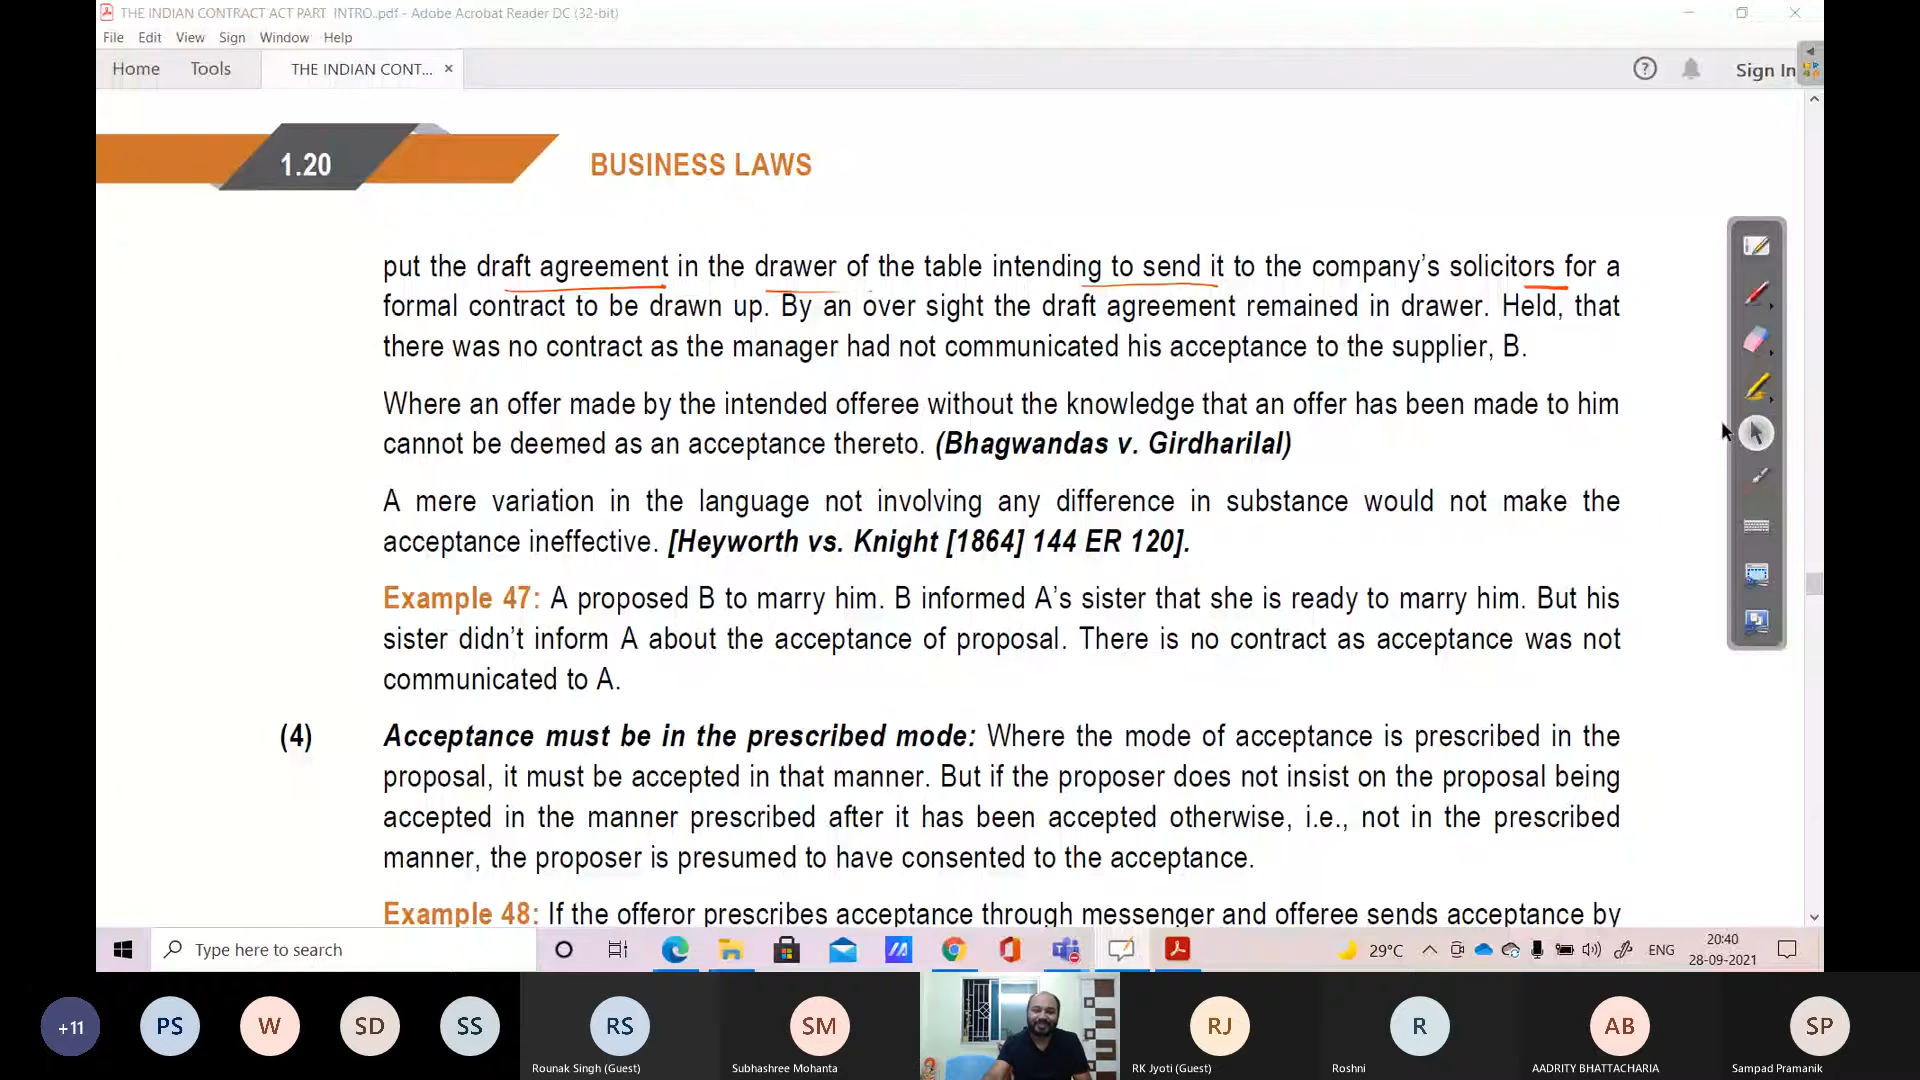 THE INDIAN CONTRACT ACT PART INTRO..pdf - Adobe Acrobat Reader DC (32-bit)
File Edit View Sign Window Help
Home Tools THE INDIAN CONT... × Sign In
1.20 BUSINESS LAWS
put the draft agreement in the drawer of the table intending to send it to the company's solicitors for a
formal contract to be drawn up. By an over sight the draft agreement remained in drawer. Held, that
there was no contract as the manager had not communicated his acceptance to the supplier, B.
Where an offer made by the intended offeree without the knowledge that an offer has been made to him
cannot be deemed as an acceptance thereto. (Bhagwandas v. Girdharilal)
A mere variation in the language not involving any difference in substance would not make the
acceptance ineffective. [Heyworth vs. Knight [1864] 144 ER 120].
Example 47: A proposed B to marry him. B informed A's sister that she is ready to marry him. But his
sister didn't inform A about the acceptance of proposal. There is no contract as acceptance was not
communicated to A.
(4) Acceptance must be in the prescribed mode: Where the mode of acceptance is prescribed in the
proposal, it must be accepted in that manner. But if the proposer does not insist on the proposal being
accepted in the manner prescribed after it has been accepted otherwise, i.e., not in the prescribed
manner, the proposer is presumed to have consented to the acceptance.
Example 48: If the offeror prescribes acceptance through messenger and offeree sends acceptance by
Type here to search 29°C ENG 20:40
28-09-2021
+11 PS W SD SS RS SM RJ R AB SP
Rounak Singh (Guest) Subhashree Mohanta RK Jyoti (Guest) Roshni AADRITY BHATTACHARIA Sampad Pramanik